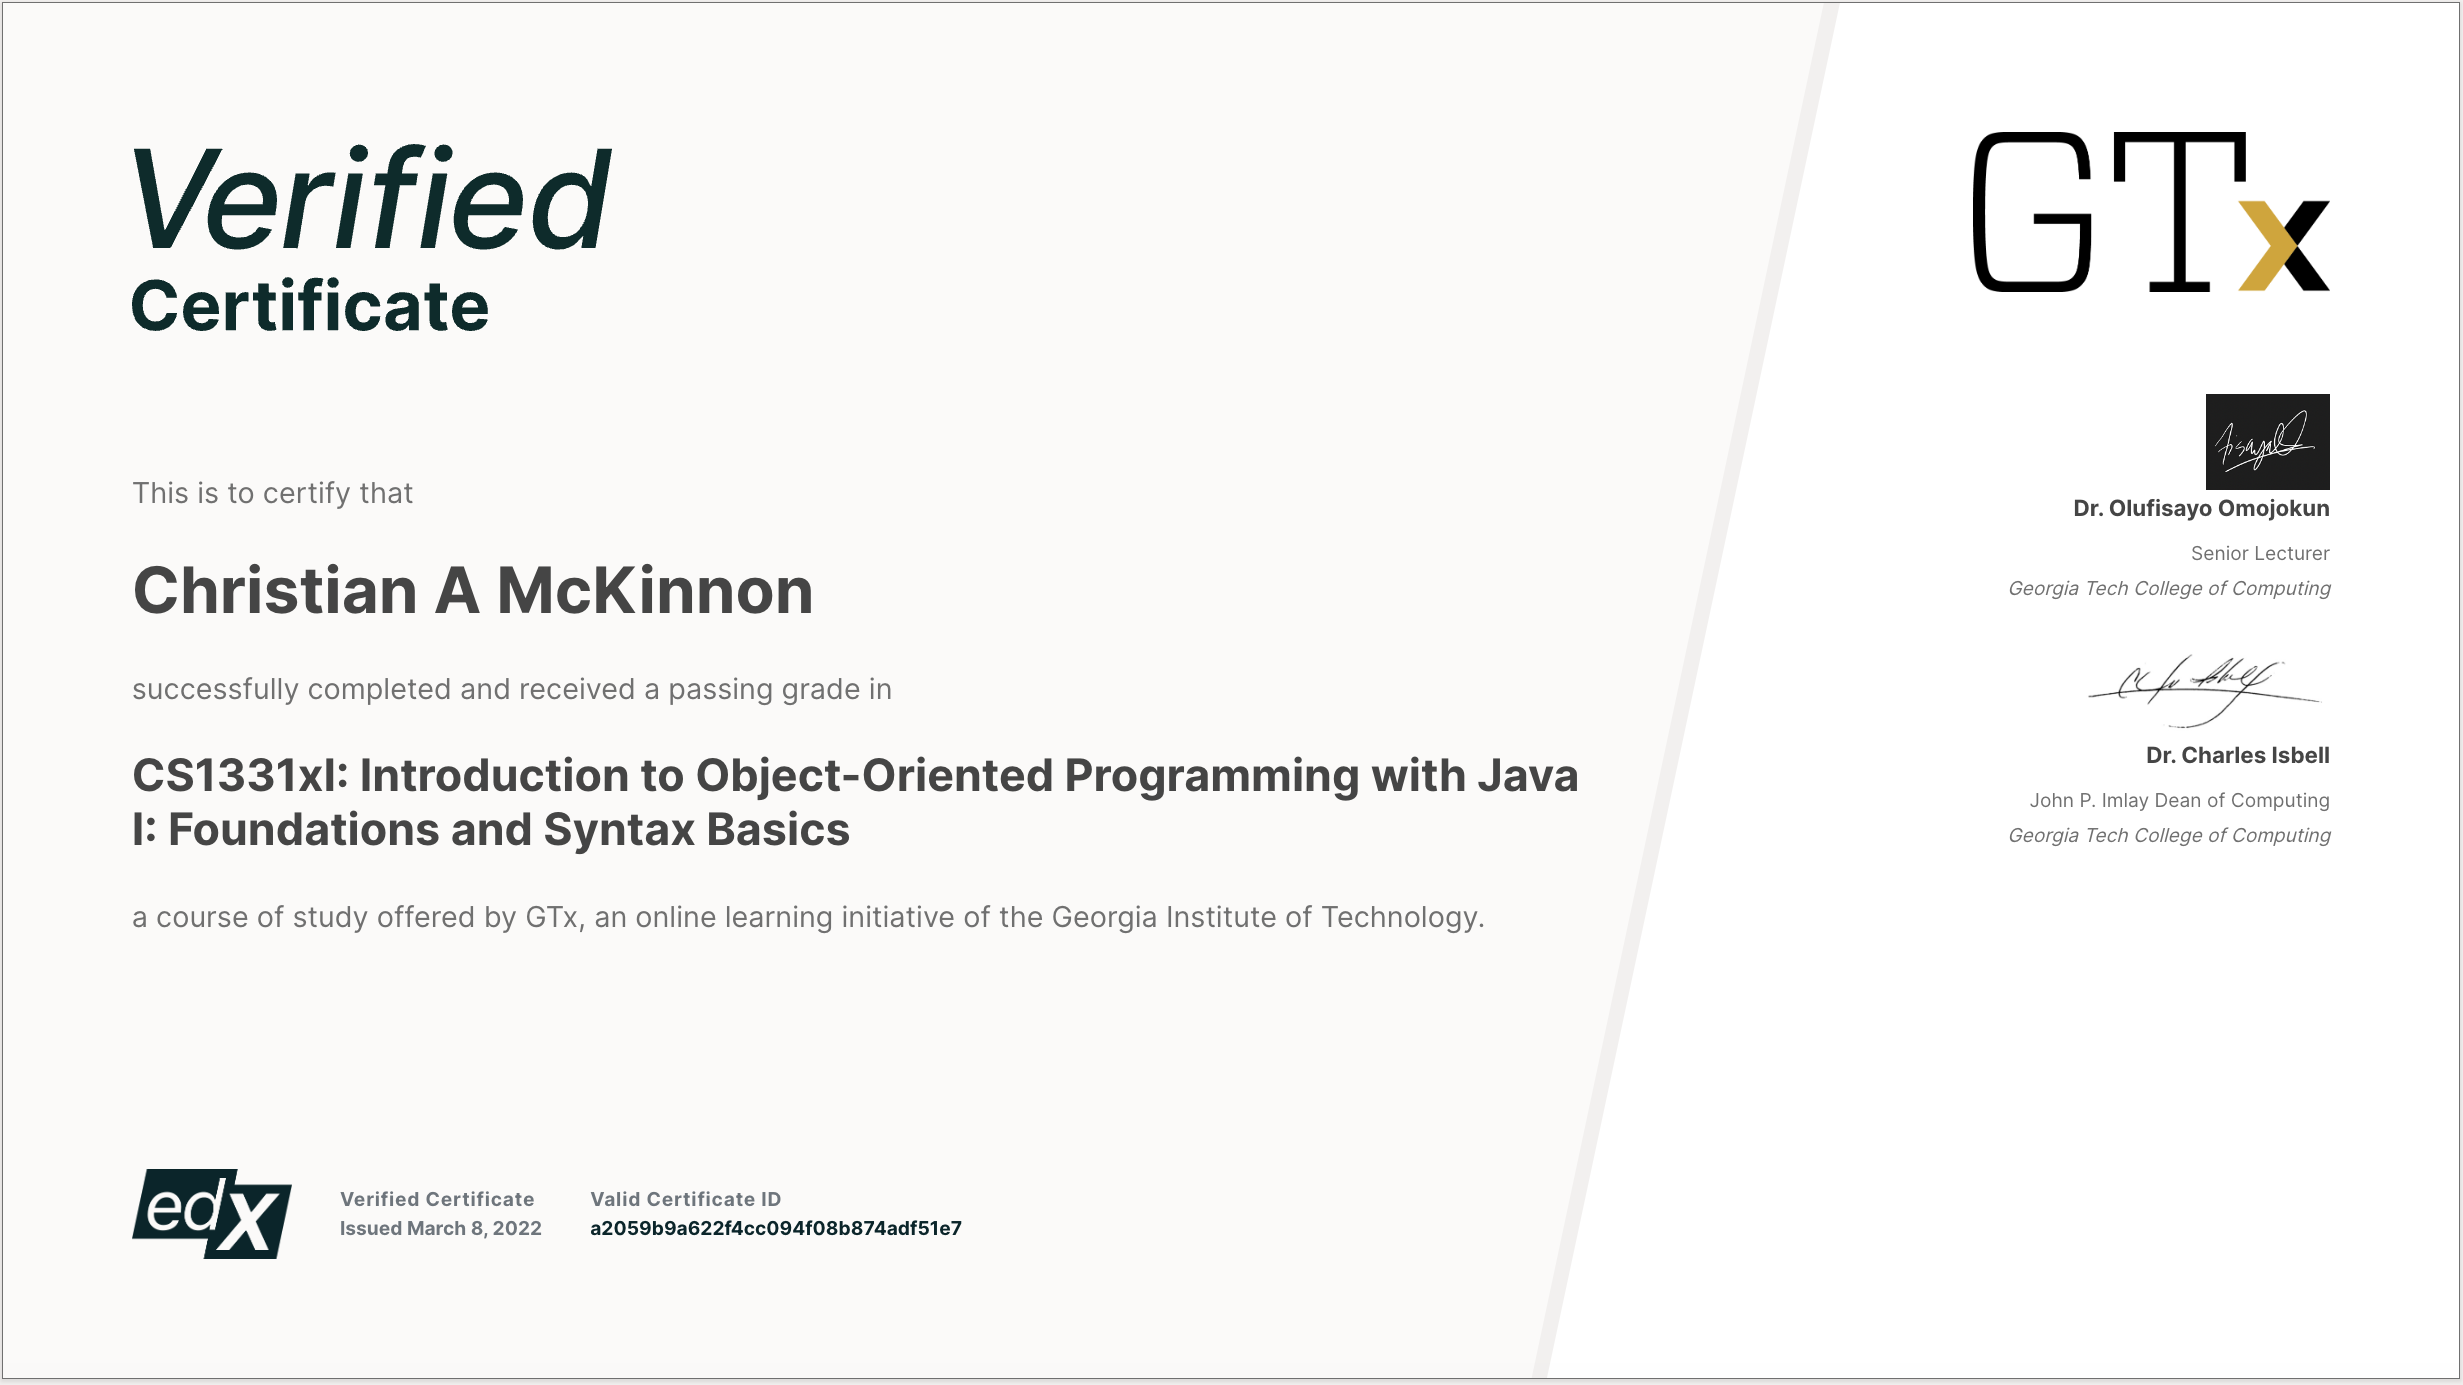 Verified
Certificate
This is to certify that
Christian A McKinnon
successfully completed and received a passing grade in
CS1331xI: Introduction to Object-Oriented Programming with Java
I: Foundations and Syntax Basics
a course of study offered by GTx, an online learning initiative of the Georgia Institute of Technology.
edX
Verified Certificate
Issued March 8, 2022
Valid Certificate ID
a2059b9a622f4cc094f08b874adf51e7
GTx
Dr. Olufisayo Omojokun
Senior Lecturer
Georgia Tech College of Computing
Dr. Charles Isbell
John P. Imlay Dean of Computing
Georgia Tech College of Computing